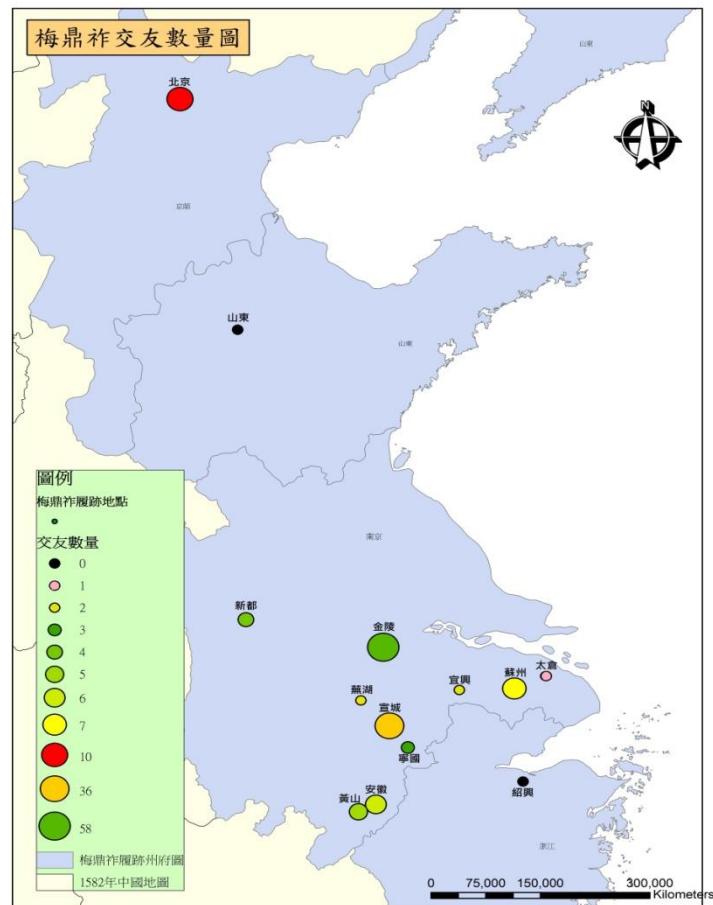 梅鼎祚交友數量圖
山東
N
北京
京師
山東
山東
南京
新都
金陵
太倉
蘇州
宜興
蕪湖
宣城
寧國
安徽
黃山
紹興
浙江
圖例
梅鼎祚履跡地點
交友數量
0
1
2
3
4
5
6
7
10
36
58
梅鼎祚履跡州府圖
1582年中國地圖
0 75,000 150,000 300,000
Kilometers